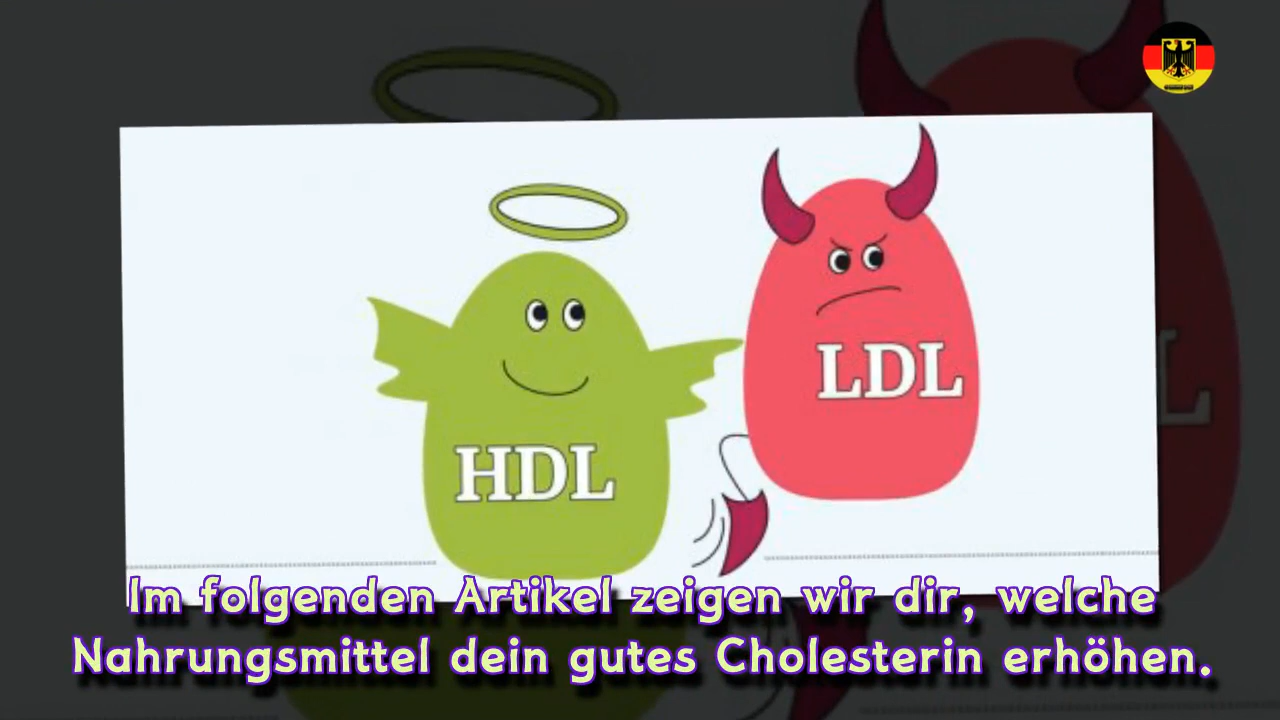 HDL
LDL
Im folgenden Artikel zeigen wir dir, welche
Nahrungsmittel dein gutes Cholesterin erhöhen.